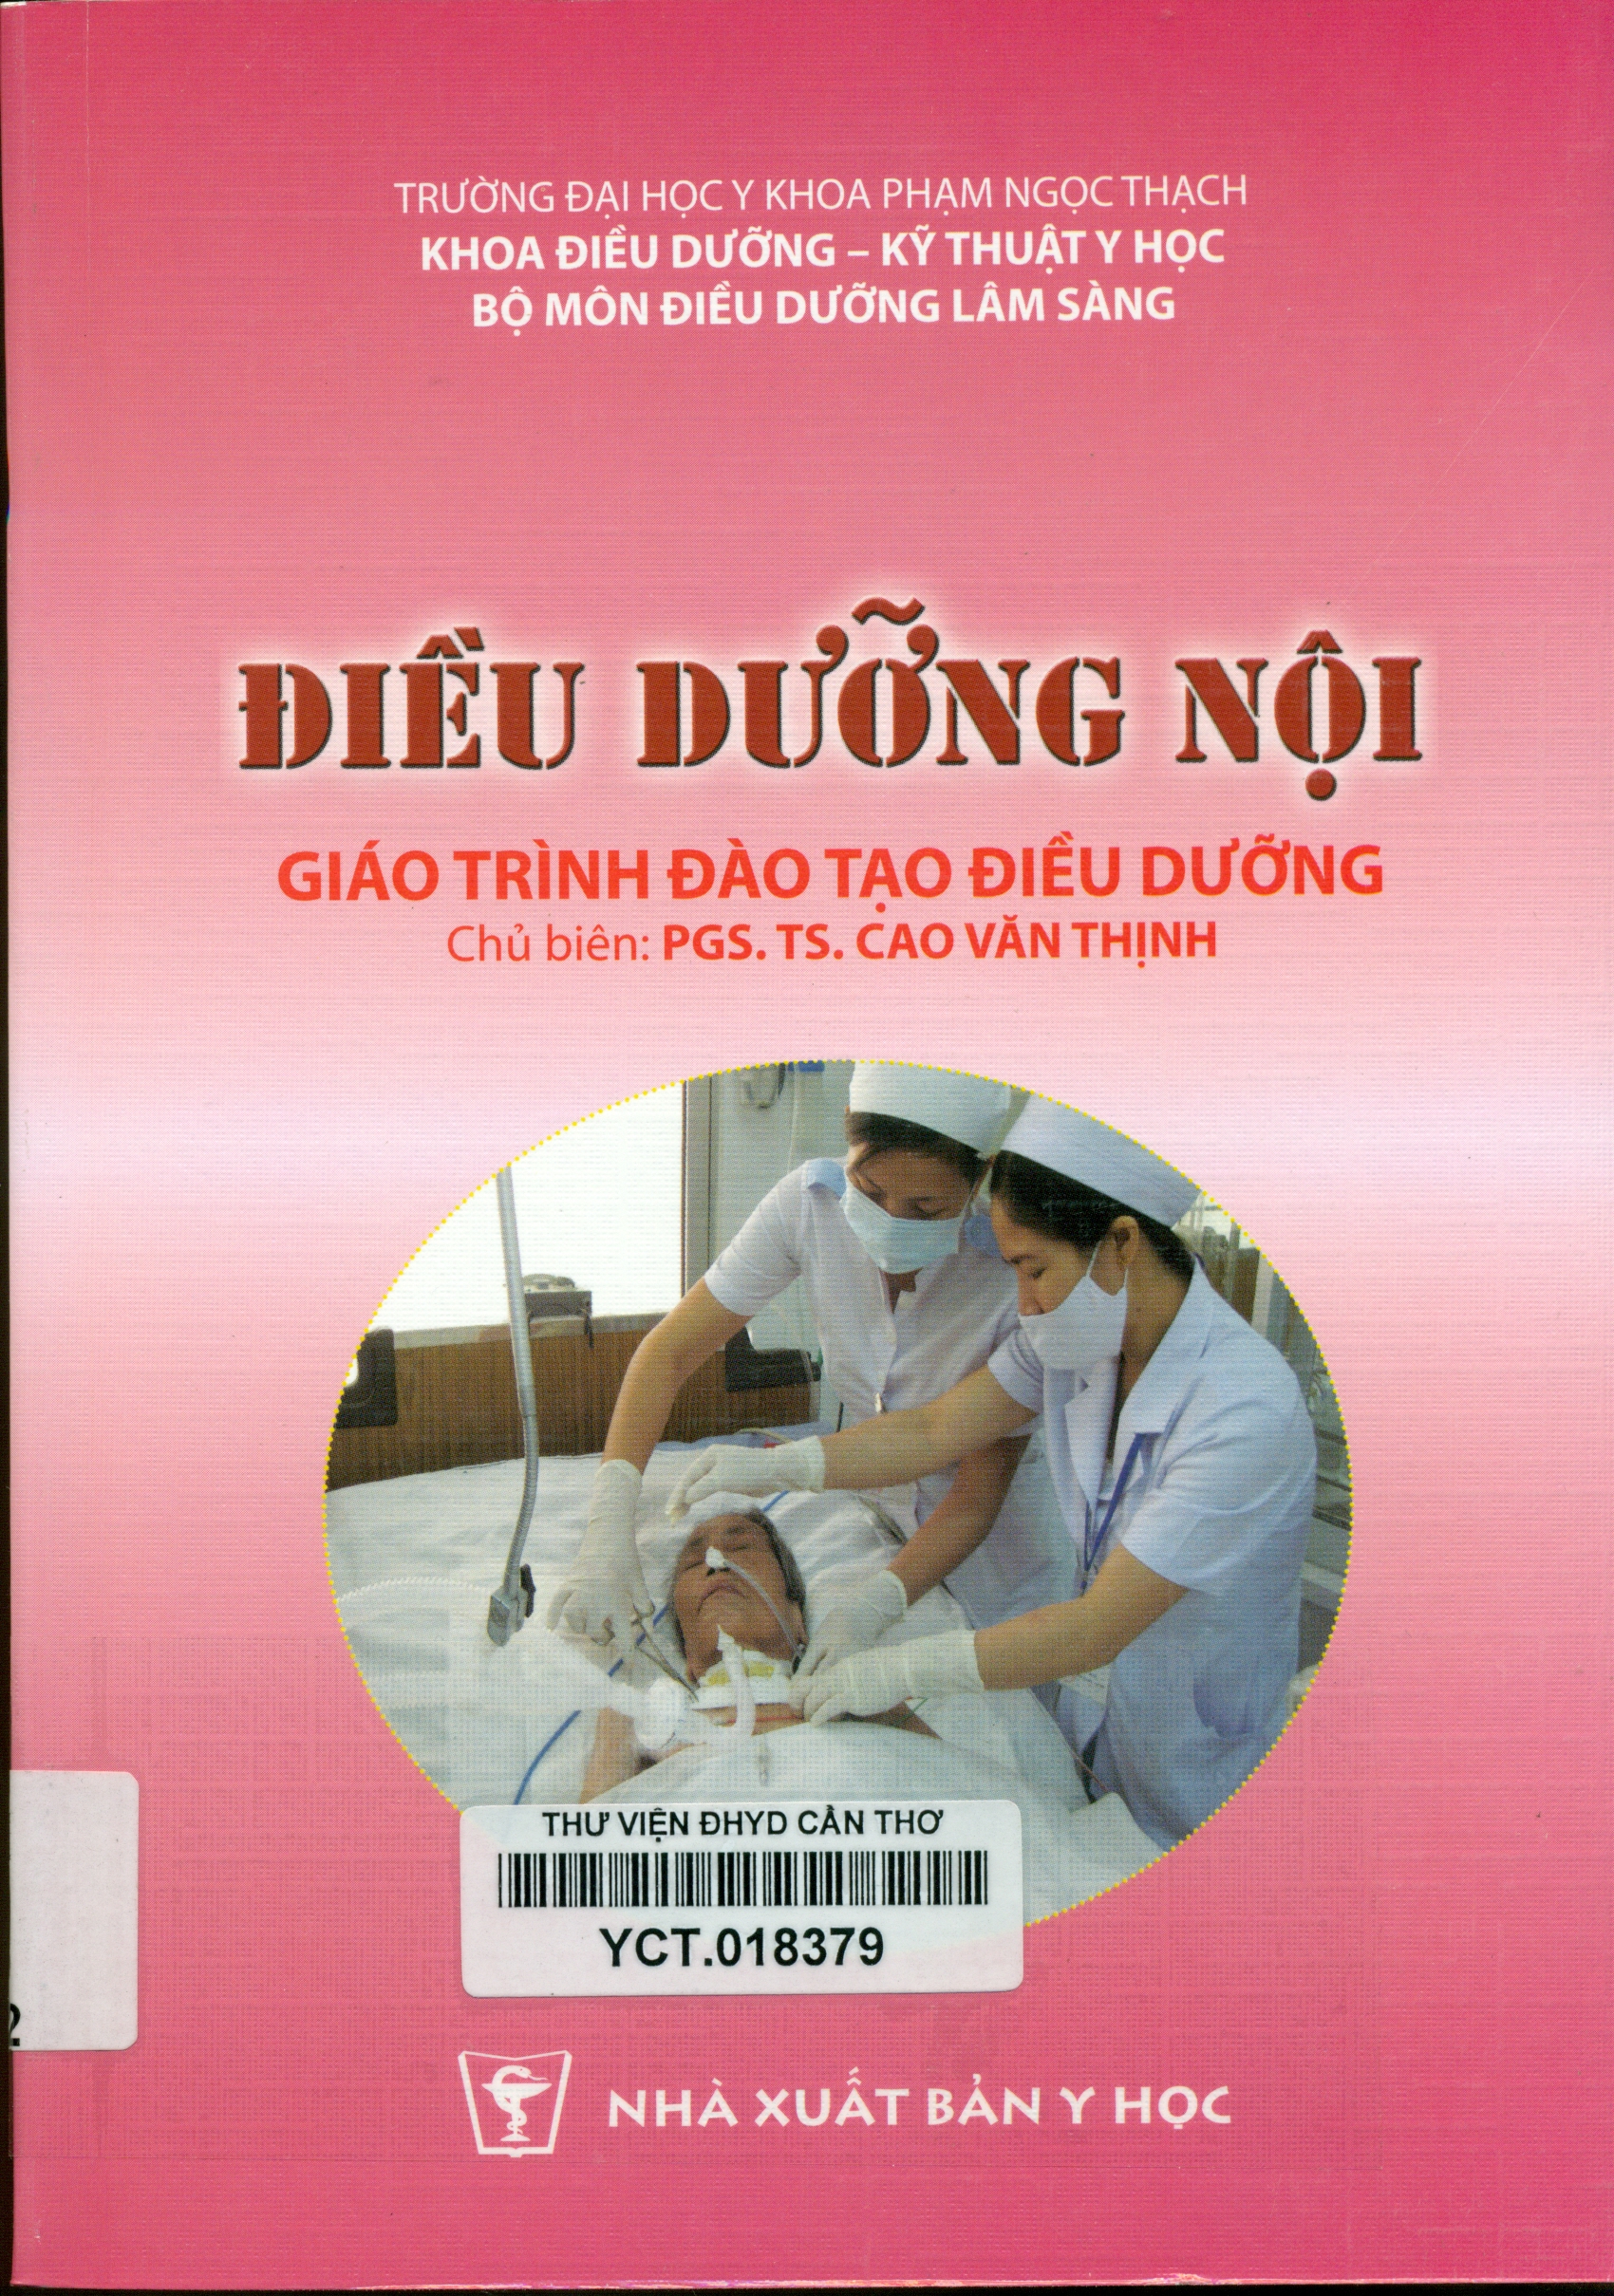 TRƯỜNG ĐẠI HỌC Y KHOA PHẠM NGỌC THẠCH
KHOA ĐIỀU DƯỠNG – KỸ THUẬT Y HỌC
BỘ MÔN ĐIỀU DƯỠNG LÂM SÀNG
ĐIỀU DƯỠNG NỘI
GIÁO TRÌNH ĐÀO TẠO ĐIỀU DƯỠNG
Chủ biên: PGS. TS. CAO VĂN THỊNH
THƯ VIỆN ĐHYD CẦN THƠ
YCT.018379
2
NHÀ XUẤT BẢN Y HỌC